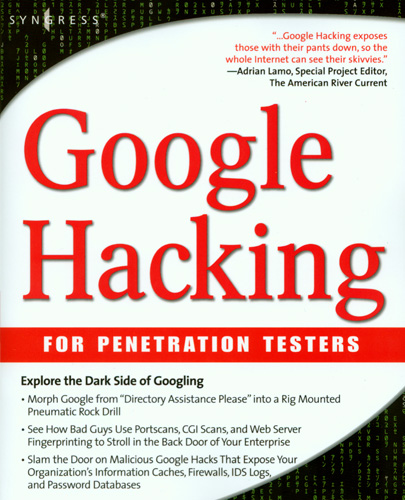 SYNGRESS
"...Google Hacking exposes
those with their pants down, so the
whole Internet can see their skivvies."
—Adrian Lamo, Special Project Editor,
The American River Current
Google
Hacking
FOR PENETRATION TESTERS
Explore the Dark Side of Googling
• Morph Google from "Directory Assistance Please" into a Rig Mounted
Pneumatic Rock Drill
• See How Bad Guys Use Portscans, CGI Scans, and Web Server
Fingerprinting to Stroll in the Back Door of Your Enterprise
• Slam the Door on Malicious Google Hacks That Expose Your
Organization's Information Caches, Firewalls, IDS Logs,
and Password Databases